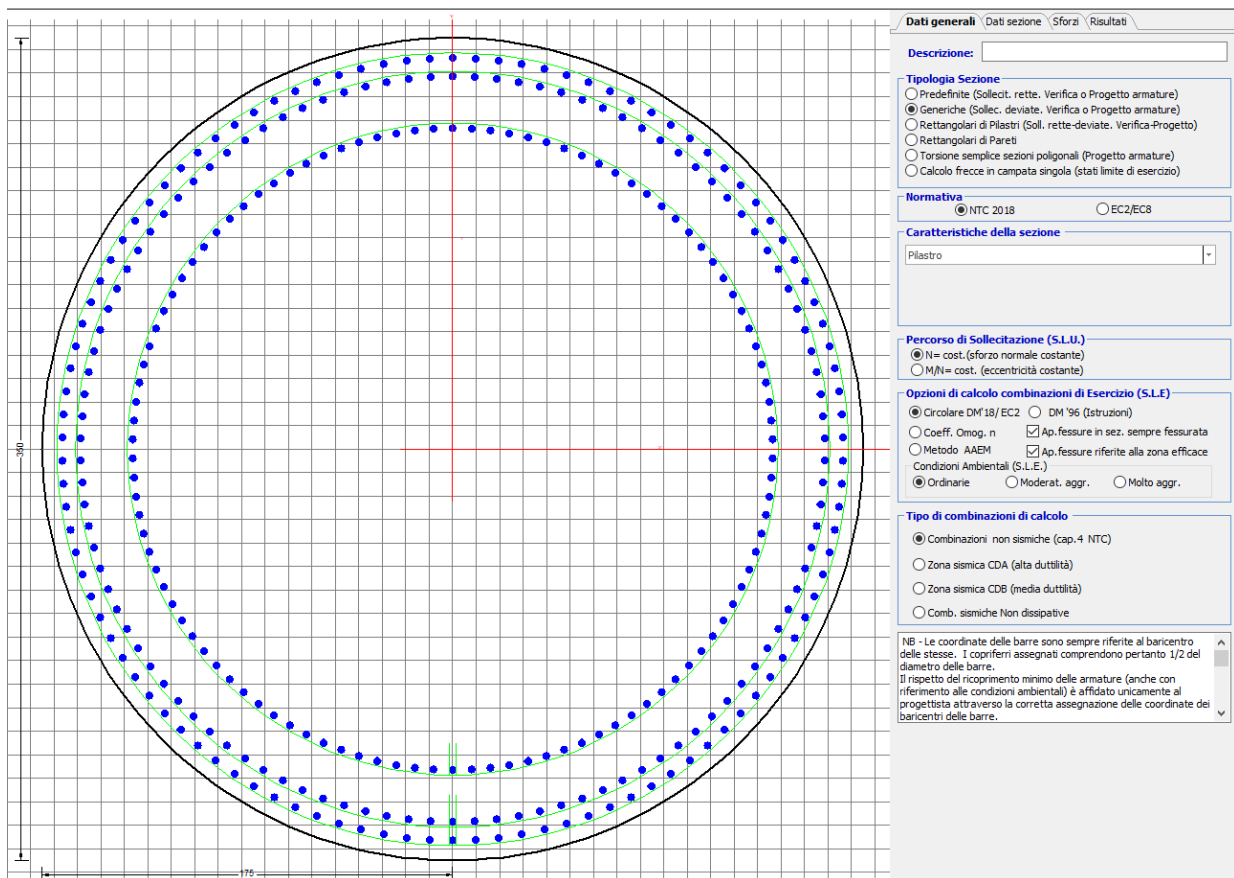 Dati generali Dati sezione Sforzi Risultati
Descrizione:
Tipologia Sezione
Predefinite (Sollecit. rette. Verifica o Progetto armature)
Generiche (Sollec. deviate. Verifica o Progetto armature)
Rettangolari di Pilastri (Soll. rette-deviate. Verifica-Progetto)
Rettangolari di Pareti
Torsione semplice sezioni poligonali (Progetto armature)
Calcolo frecce in campata singola (stati limite di esercizio)
Normativa
NTC 2018 EC2/EC8
Caratteristiche della sezione
Pilastro
Percorso di Sollecitazione (S.L.U.)
N= cost.(sforzo normale costante)
M/N= cost. (eccentricità costante)
Opzioni di calcolo combinazioni di Esercizio (S.L.E)
Circolare DM'18/ EC2 DM '96 (Istruzioni)
Coeff. Omog. n Ap.fessure in sez. sempre fessurata
Metodo AAEM Ap.fessure riferite alla zona efficace
Condizioni Ambientali (S.L.E.)
Ordinarie Moderat. aggr. Molto aggr.
Tipo di combinazioni di calcolo
Combinazioni non sismiche (cap.4 NTC)
Zona sismica CDA (alta duttilità)
Zona sismica CDB (media duttilità)
Comb. sismiche Non dissipative
NB - Le coordinate delle barre sono sempre riferite al baricentro
delle stesse. I copriferri assegnati comprendono pertanto 1/2 del
diametro delle barre.
Il rispetto del ricoprimento minimo delle armature (anche con
riferimento alle condizioni ambientali) è affidato unicamente al
progettista attraverso la corretta assegnazione delle coordinate dei
baricentri delle barre.
350
175